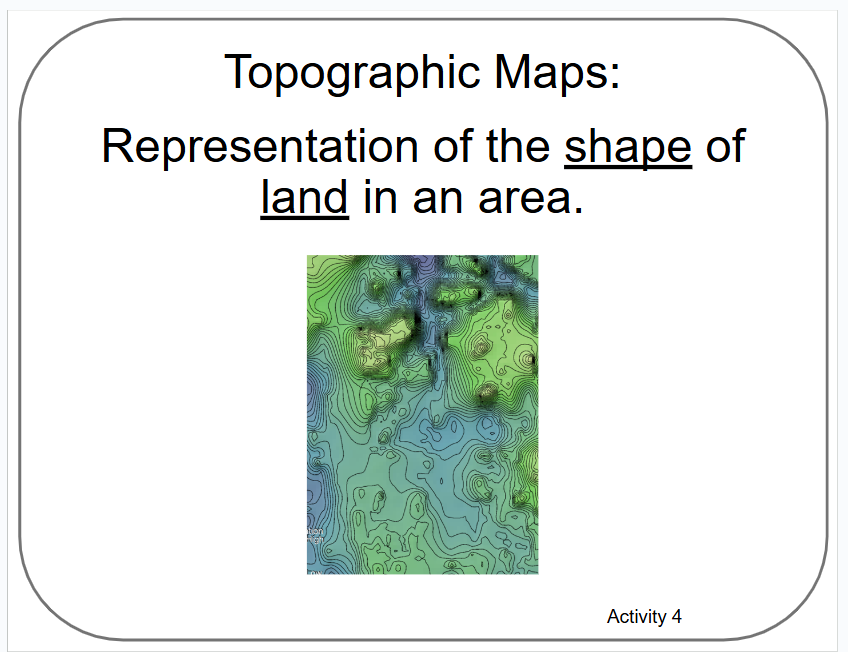 Topographic Maps:
Representation of the shape of
land in an area.
Activity 4